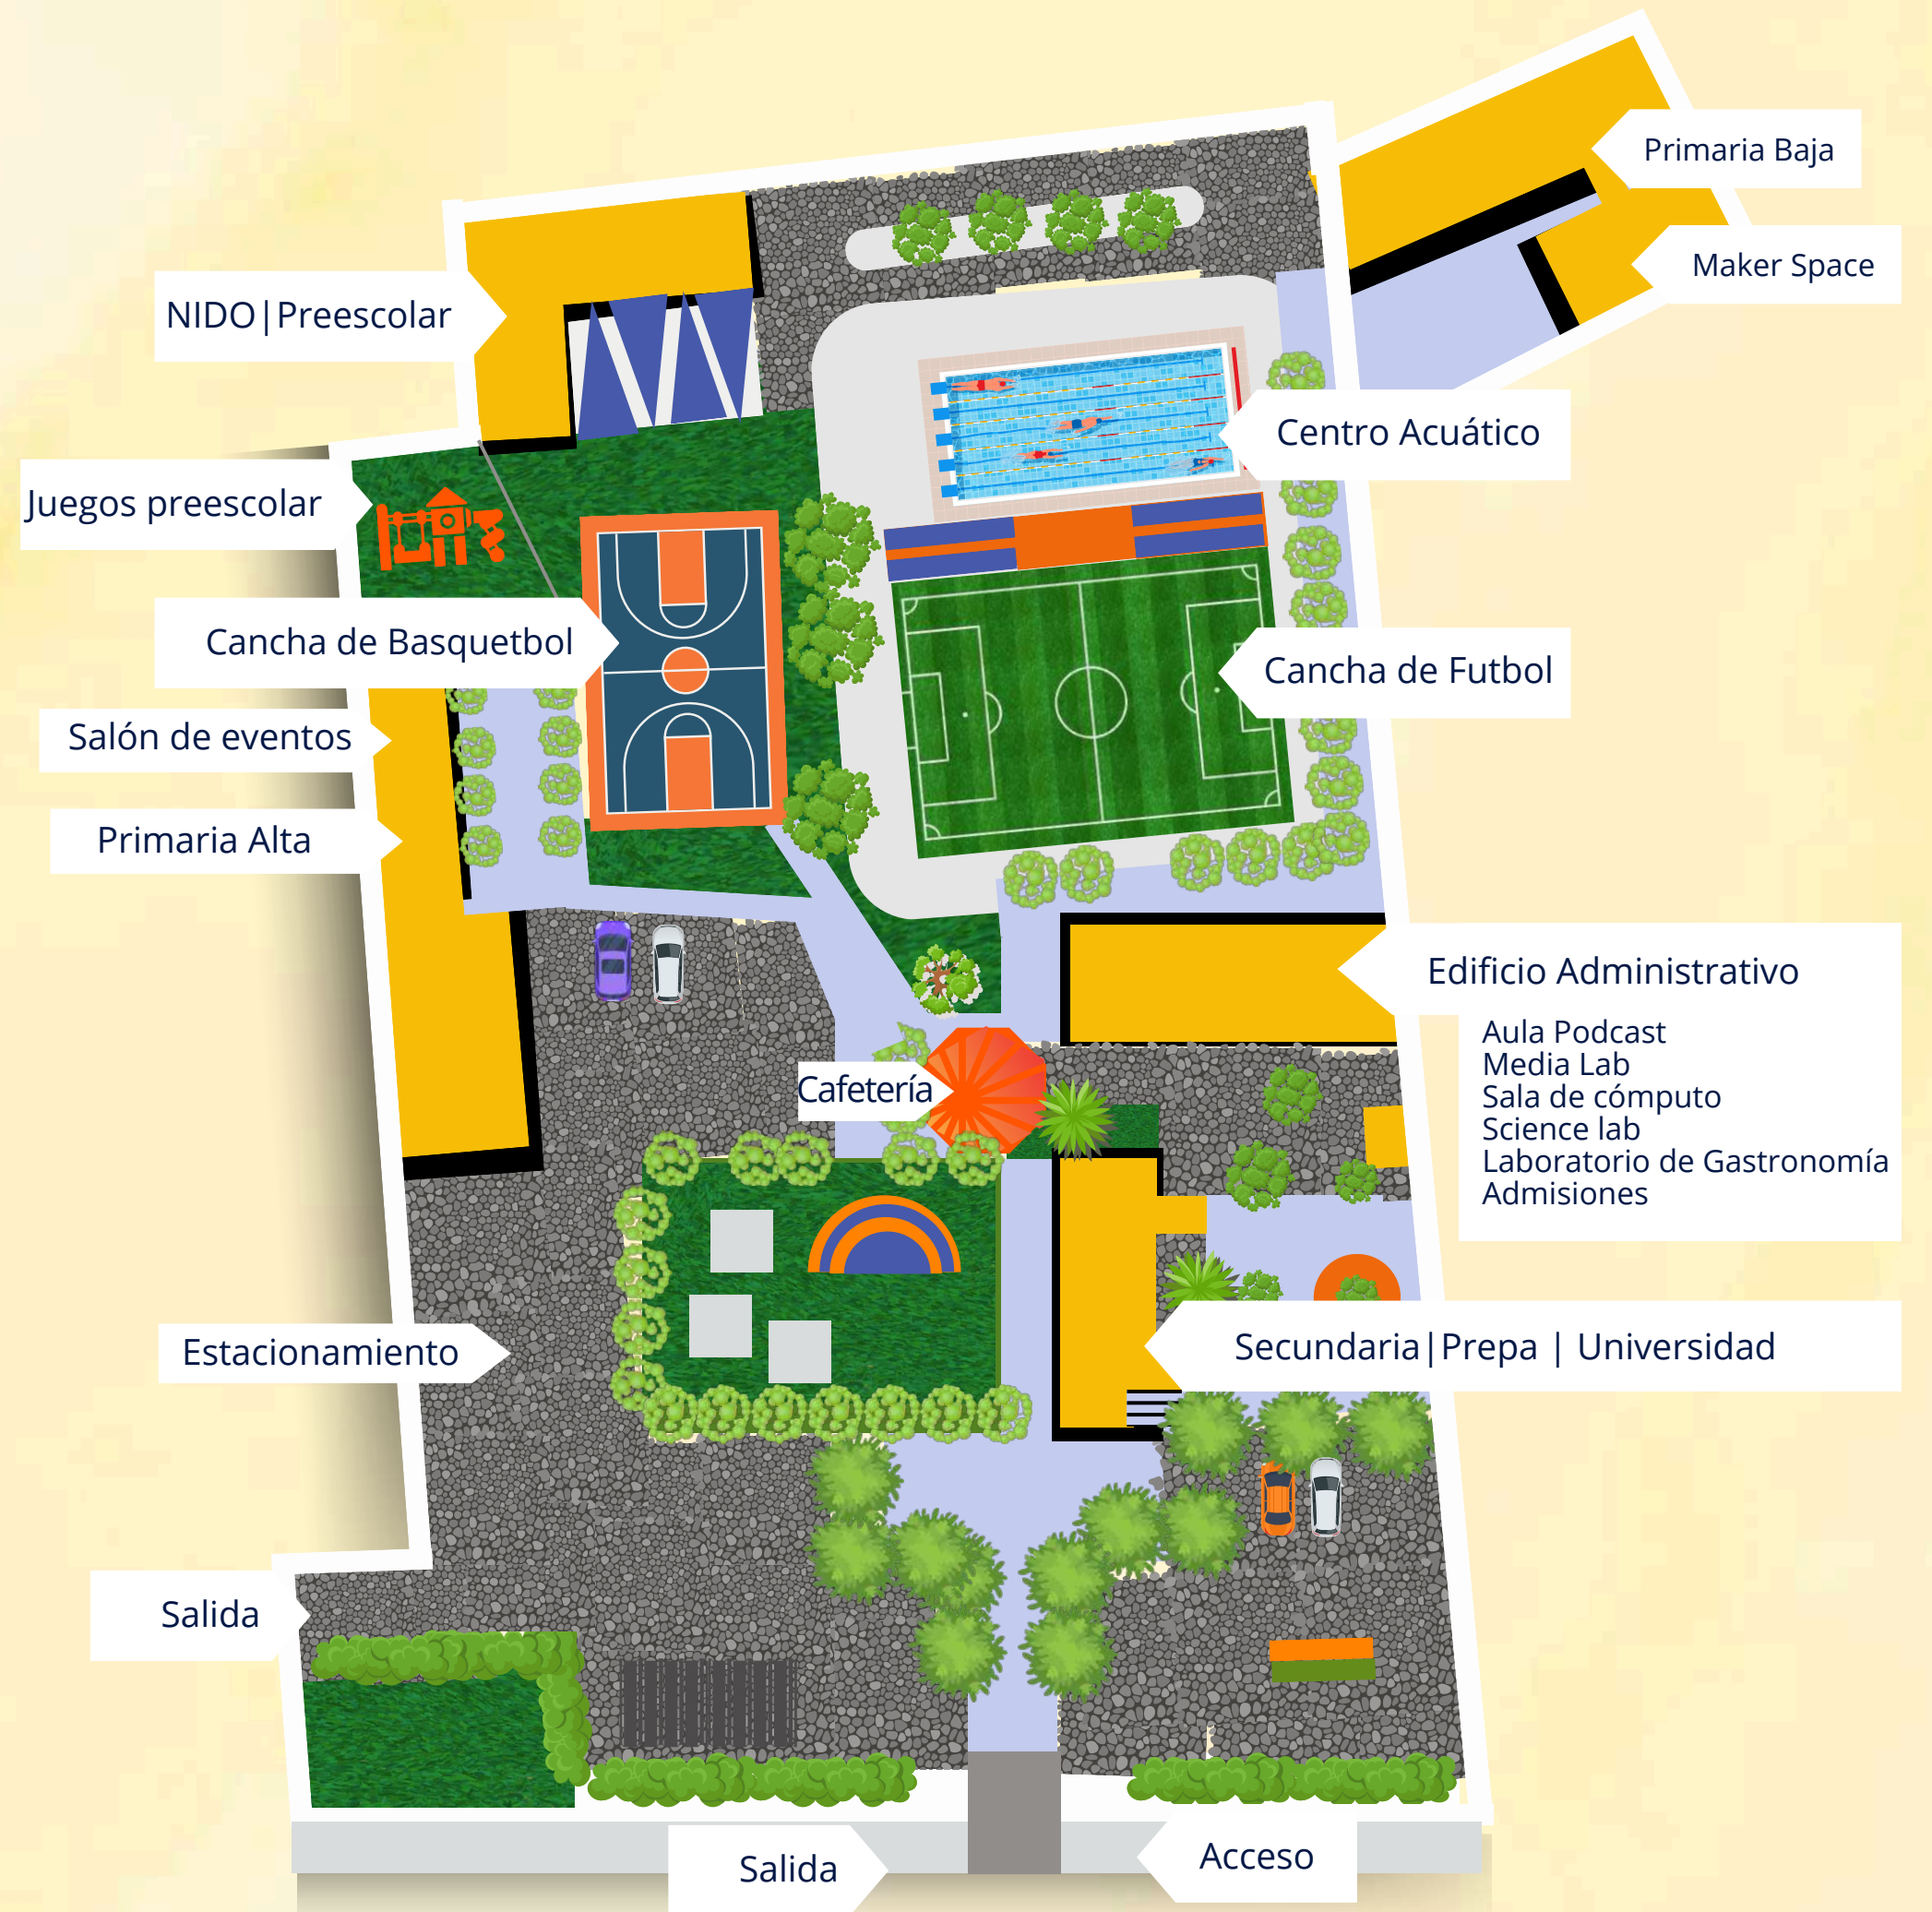 Primaria Baja
Maker Space
NIDO|Preescolar
Centro Acuático
Juegos preescolar
Cancha de Basquetbol
Cancha de Futbol
Salón de eventos
Primaria Alta
Edificio Administrativo
Aula Podcast
Media Lab
Sala de cómputo
Science lab
Laboratorio de Gastronomía
Admisiones
Cafetería
Estacionamiento
Secundaria|Prepa | Universidad
Salida
Salida
Acceso